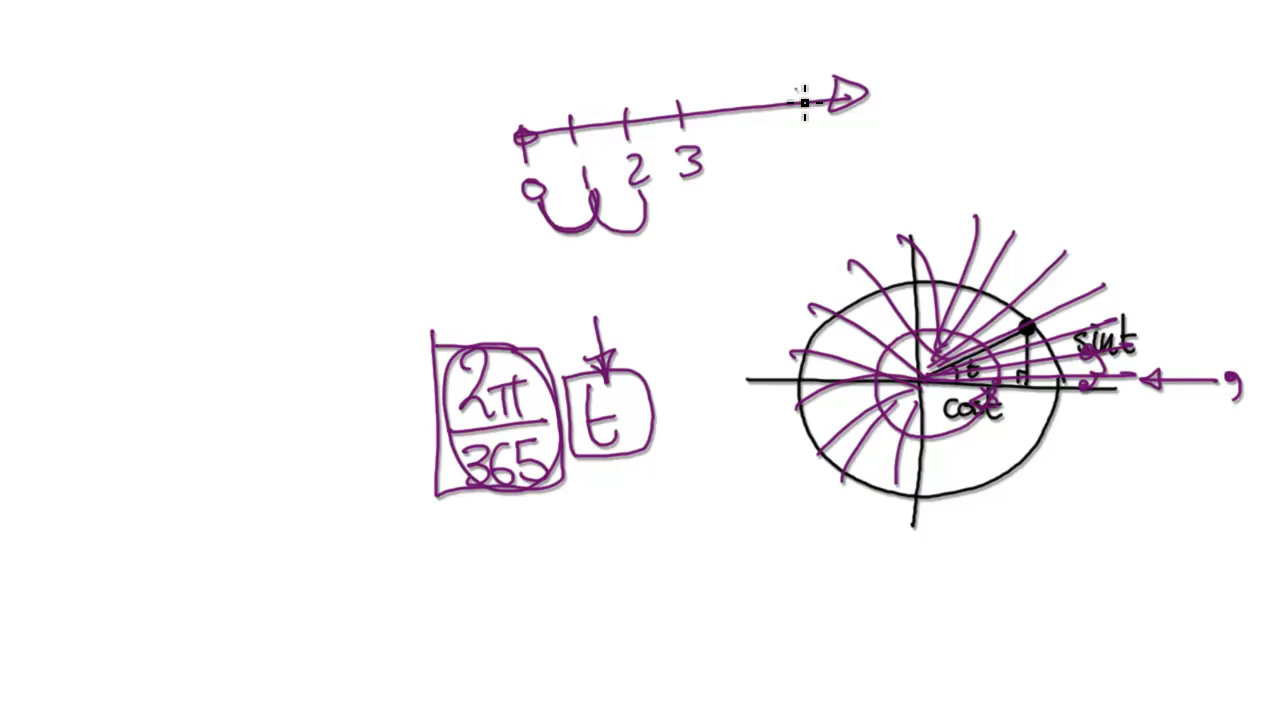 0 1 2 3
2π/365 t
sin t
t
cos t